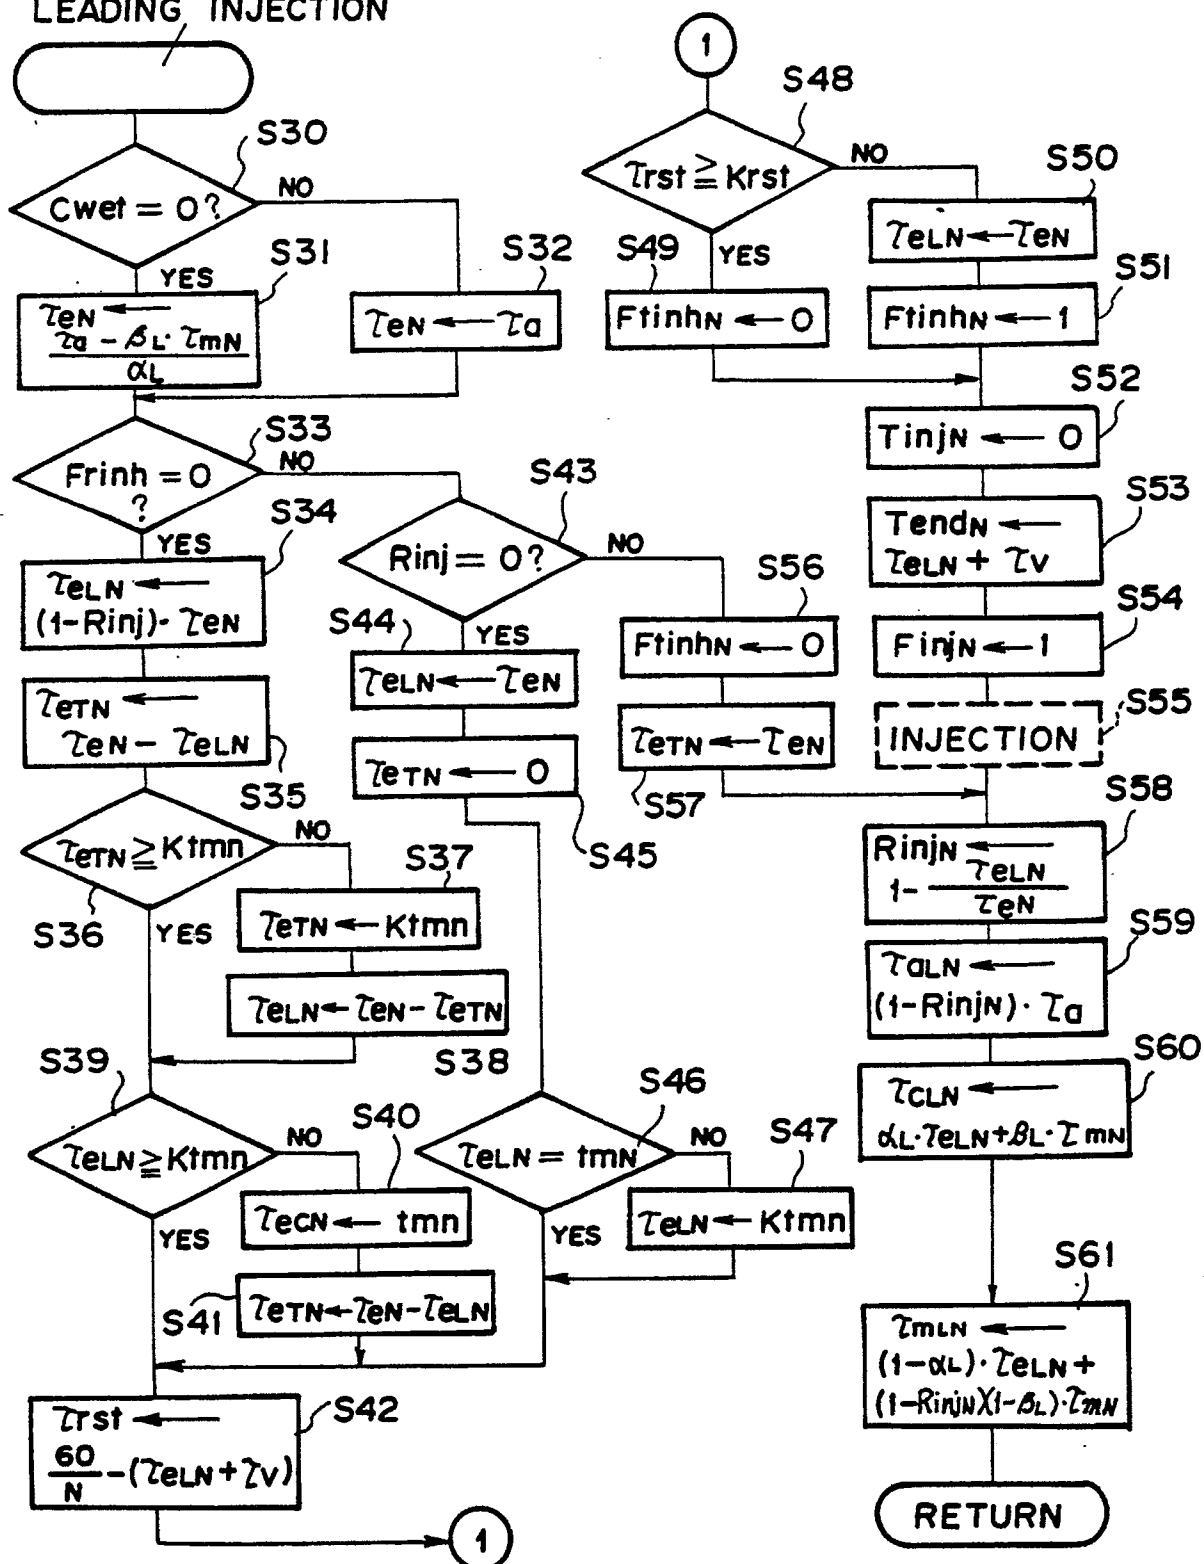 LEADING INJECTION
S30
Cwet = 0?
NO
YES
S31
τeN ←
τa - βL · τmN
αL
S32
τeN ← τa
S33
Frinh = 0
?
NO
YES
S34
τeLN ←
(1-Rinj) · τeN
τeTN ←
τeN - τeLN
S35
τeTN ≧ Ktmn
NO
S36
YES
S37
τeTN ← Ktmn
τeLN ← τeN - τeTN
S38
S39
τeLN ≧ Ktmn
NO
YES
S40
τeCN ← tmn
S41
τeTN ← τeN - τeLN
S42
τrst ←
60
N
-(τeLN + τv)
1
S43
Rinj = 0?
NO
YES
S44
τeLN ← τeN
τeTN ← 0
S45
S46
τeLN = tmN
NO
YES
S47
τeLN ← Ktmn
S56
FtinhN ← 0
τeTN ← τeN
S57
1
S48
τrst ≧ Krst
NO
YES
S49
FtinhN ← 0
S50
τeLN ← τeN
S51
FtinhN ← 1
S52
TinjN ← 0
S53
TendN ←
τeLN + τv
S54
FinjN ← 1
S55
INJECTION
S58
RinjN ←
1 -
τeLN
τeN
S59
τaLN ←
(1-RinjN) · τa
S60
τCLN ←
αL · τeLN + βL · τmN
S61
τmLN ←
(1-αL) · τeLN +
(1-RinjN)(1-βL) · τmN
RETURN